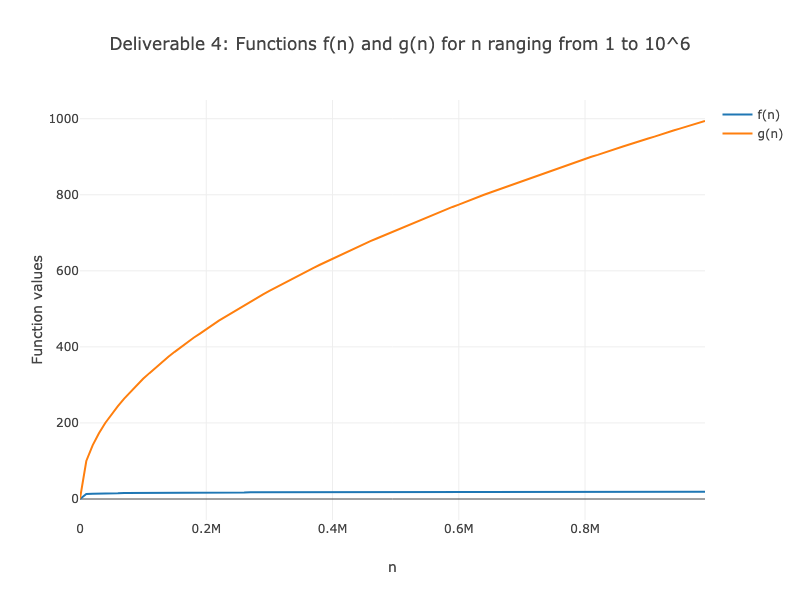 Deliverable 4: Functions f(n) and g(n) for n ranging from 1 to 10^6
f(n)
g(n)
Function values
1000
800
600
400
200
0
0
0.2M
0.4M
0.6M
0.8M
n